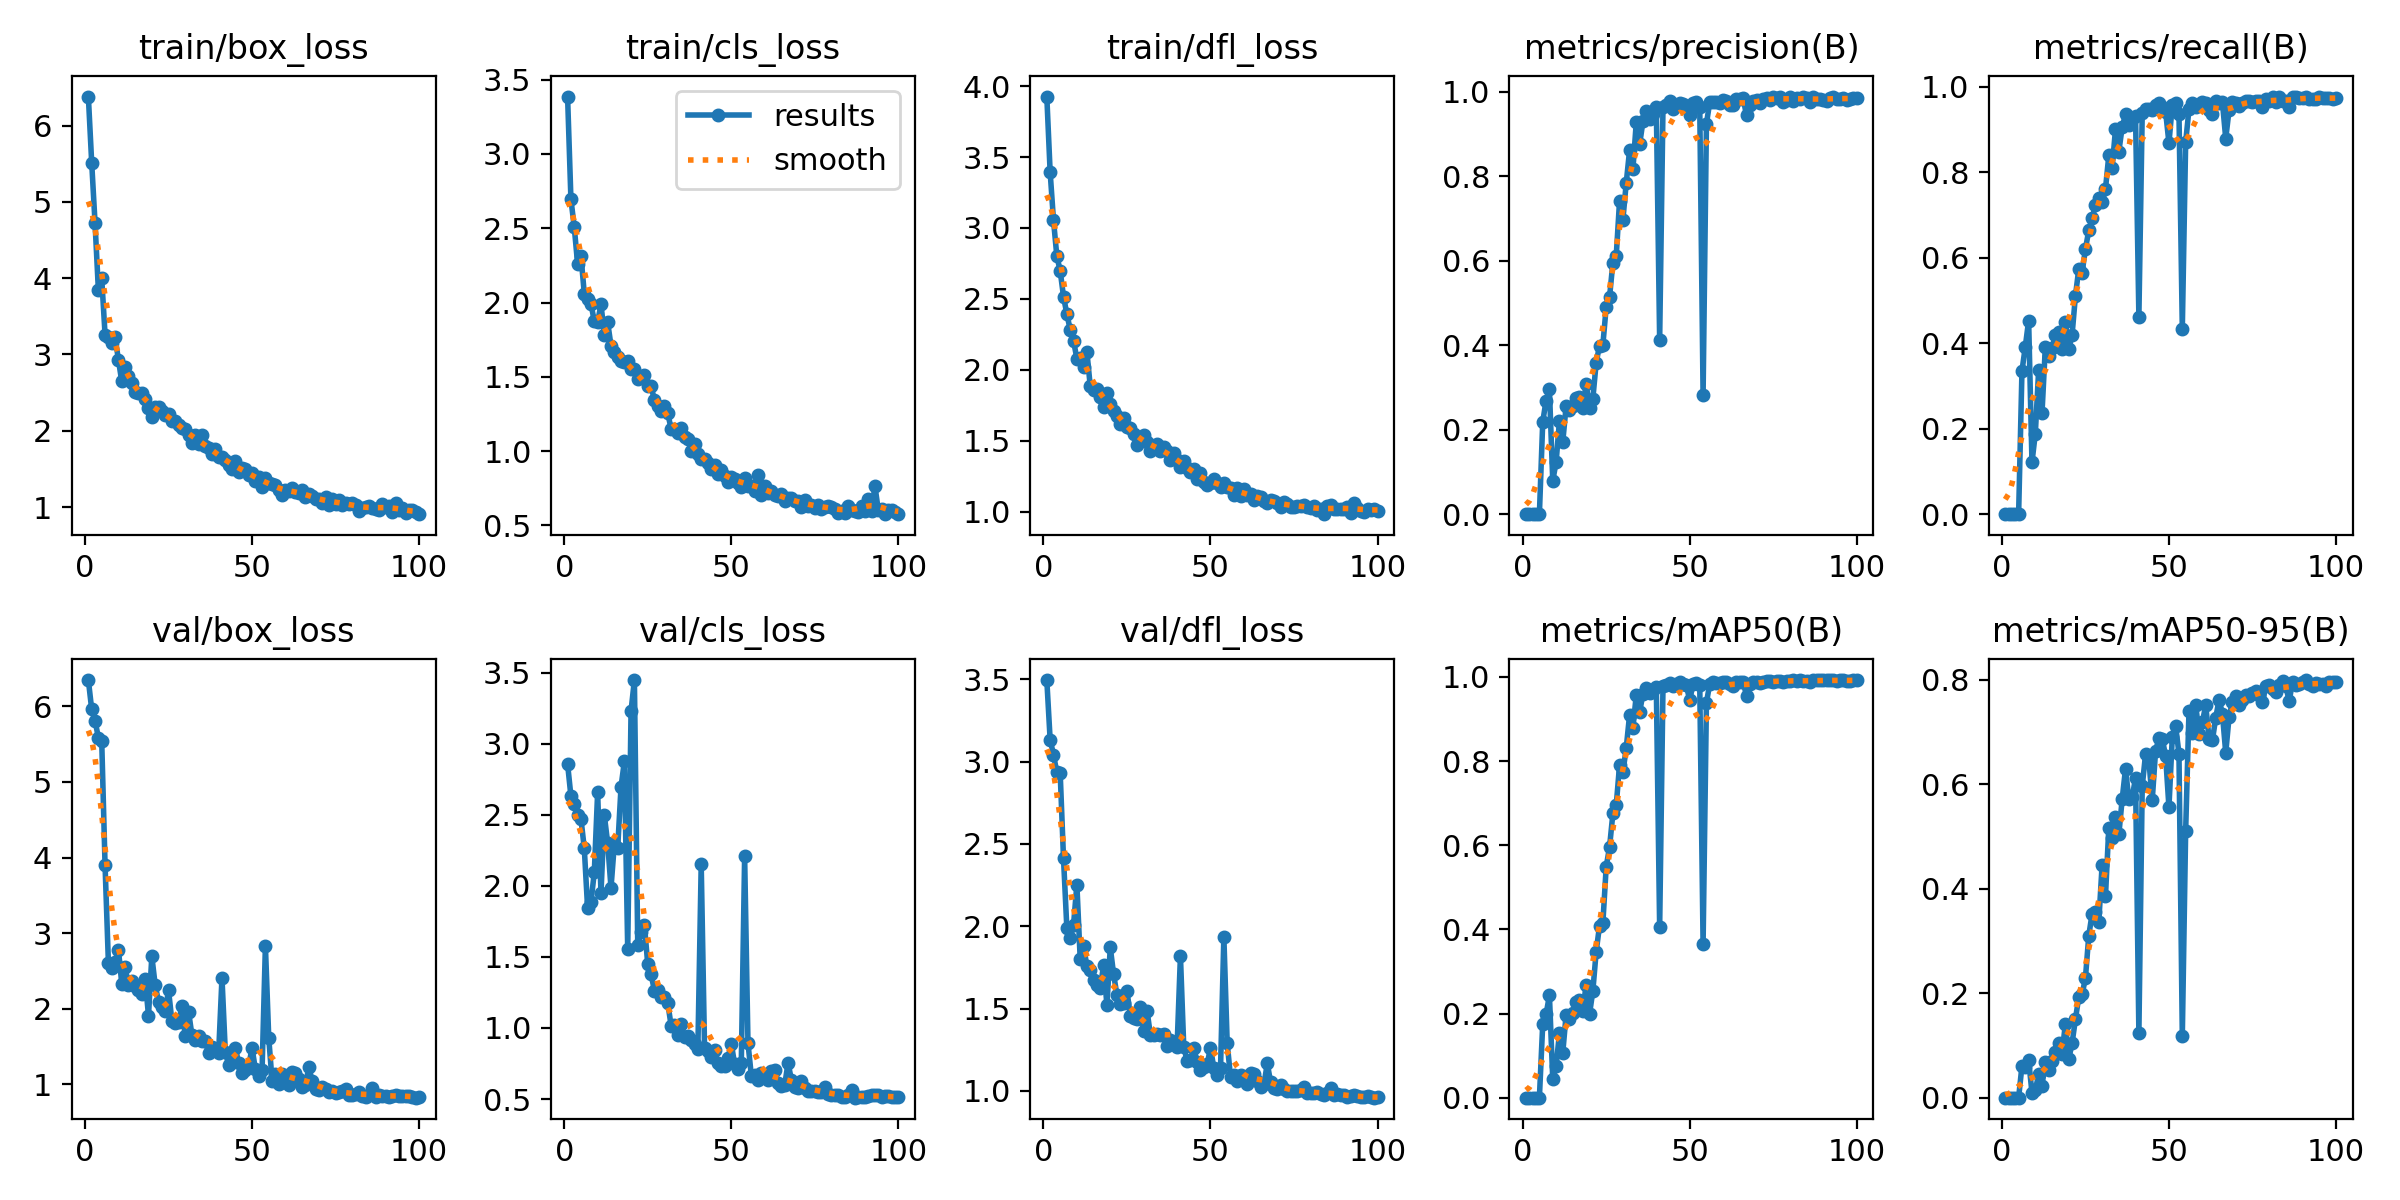 train/box_loss
train/cls_loss
train/dfl_loss
metrics/precision(B)
metrics/recall(B)
6
5
4
3
2
1
0 50 100
3.5
3.0
2.5
2.0
1.5
1.0
0.5
results
smooth
0 50 100
4.0
3.5
3.0
2.5
2.0
1.5
1.0
0 50 100
1.0
0.8
0.6
0.4
0.2
0.0
0 50 100
1.0
0.8
0.6
0.4
0.2
0.0
0 50 100
val/box_loss
val/cls_loss
val/dfl_loss
metrics/mAP50(B)
metrics/mAP50-95(B)
6
5
4
3
2
1
0 50 100
3.5
3.0
2.5
2.0
1.5
1.0
0.5
0 50 100
3.5
3.0
2.5
2.0
1.5
1.0
0 50 100
1.0
0.8
0.6
0.4
0.2
0.0
0 50 100
0.8
0.6
0.4
0.2
0.0
0 50 100